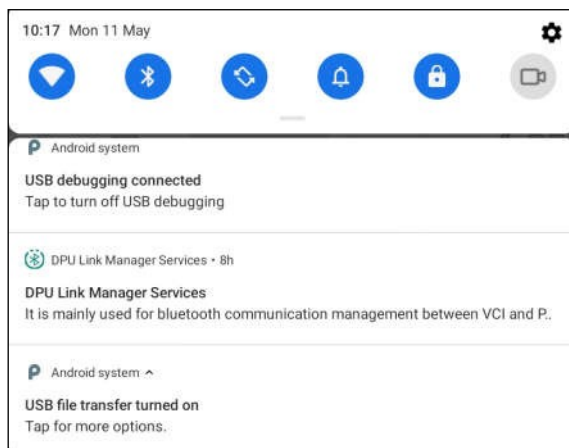 10:17 Mon 11 May
Android system
USB debugging connected
Tap to turn off USB debugging
DPU Link Manager Services • 8h
DPU Link Manager Services
It is mainly used for bluetooth communication management between VCI and P..
Android system
USB file transfer turned on
Tap for more options.